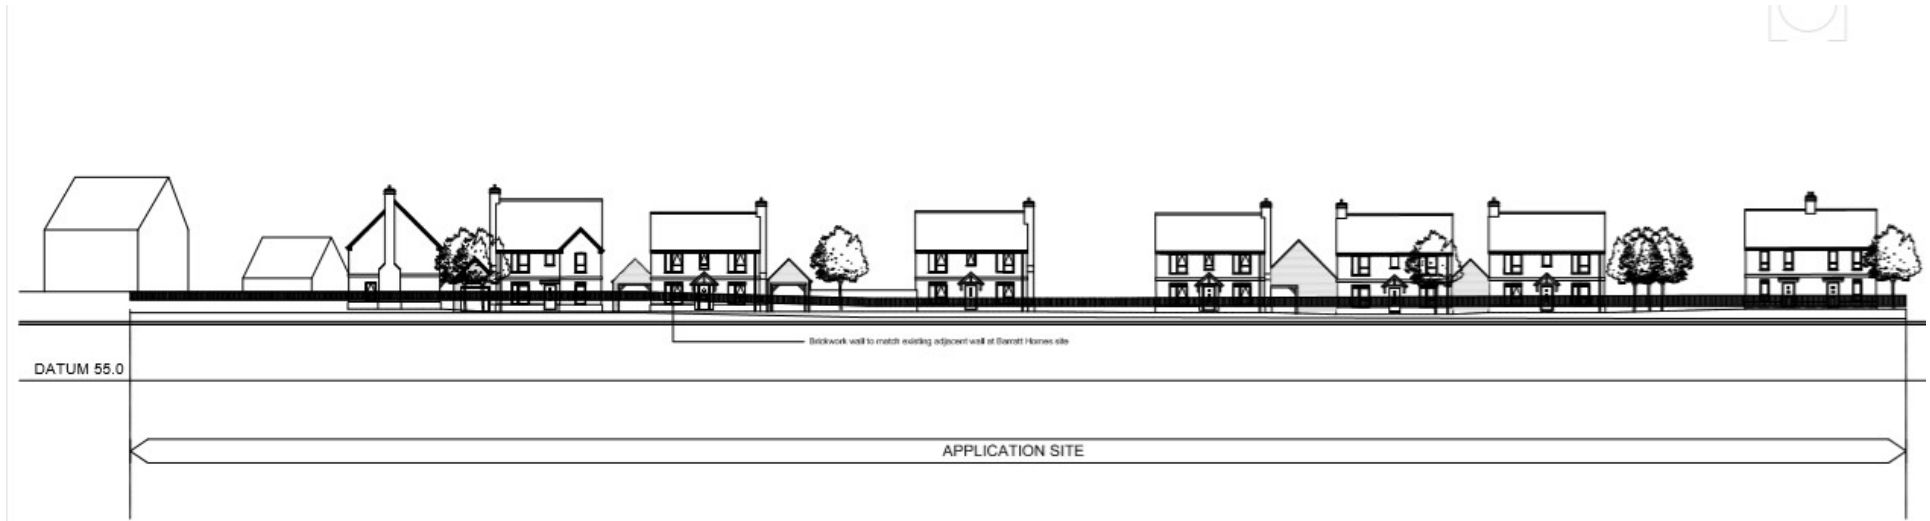 Brickwork wall to match existing adjacent wall at Barratt Homes site
DATUM 55.0
APPLICATION SITE